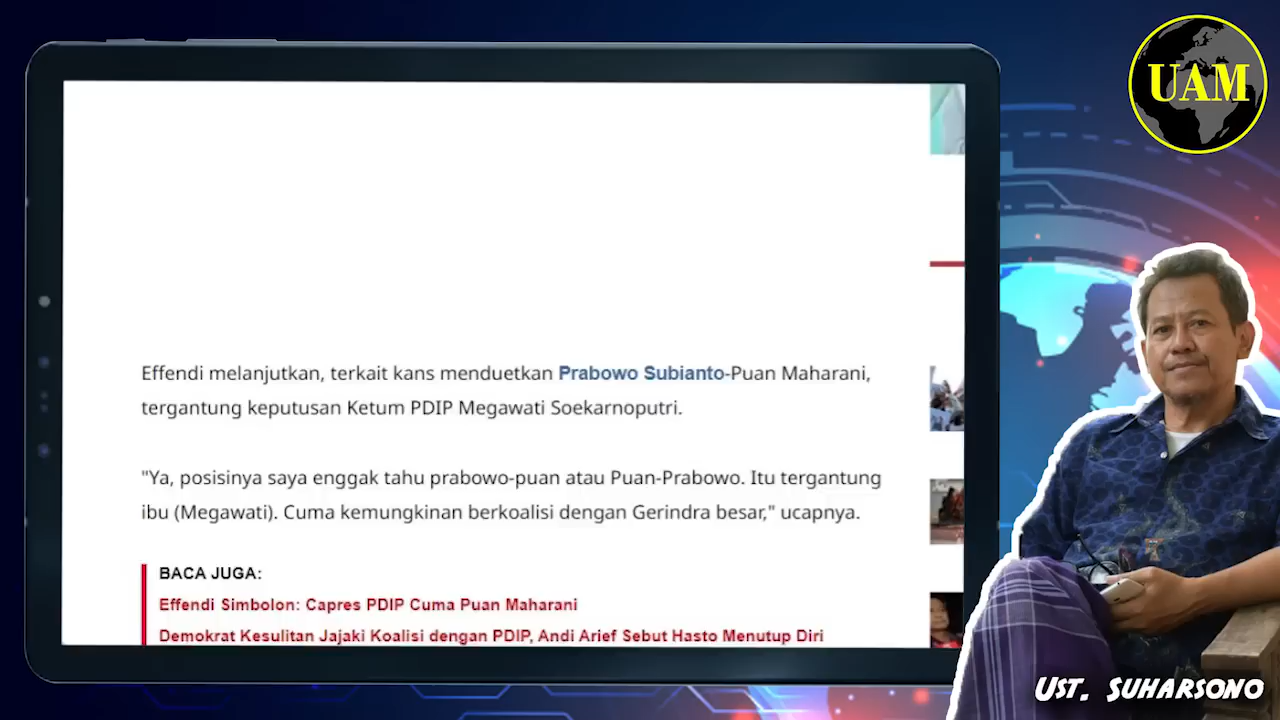 UAM
Effendi melanjutkan, terkait kans menduetkan Prabowo Subianto-Puan Maharani,
tergantung keputusan Ketum PDIP Megawati Soekarnoputri.
"Ya, posisinya saya enggak tahu prabowo-puan atau Puan-Prabowo. Itu tergantung
ibu (Megawati). Cuma kemungkinan berkoalisi dengan Gerindra besar," ucapnya.
BACA JUGA:
Effendi Simbolon: Capres PDIP Cuma Puan Maharani
Demokrat Kesulitan Jajaki Koalisi dengan PDIP, Andi Arief Sebut Hasto Menutup Diri
UST. SUHARSONO